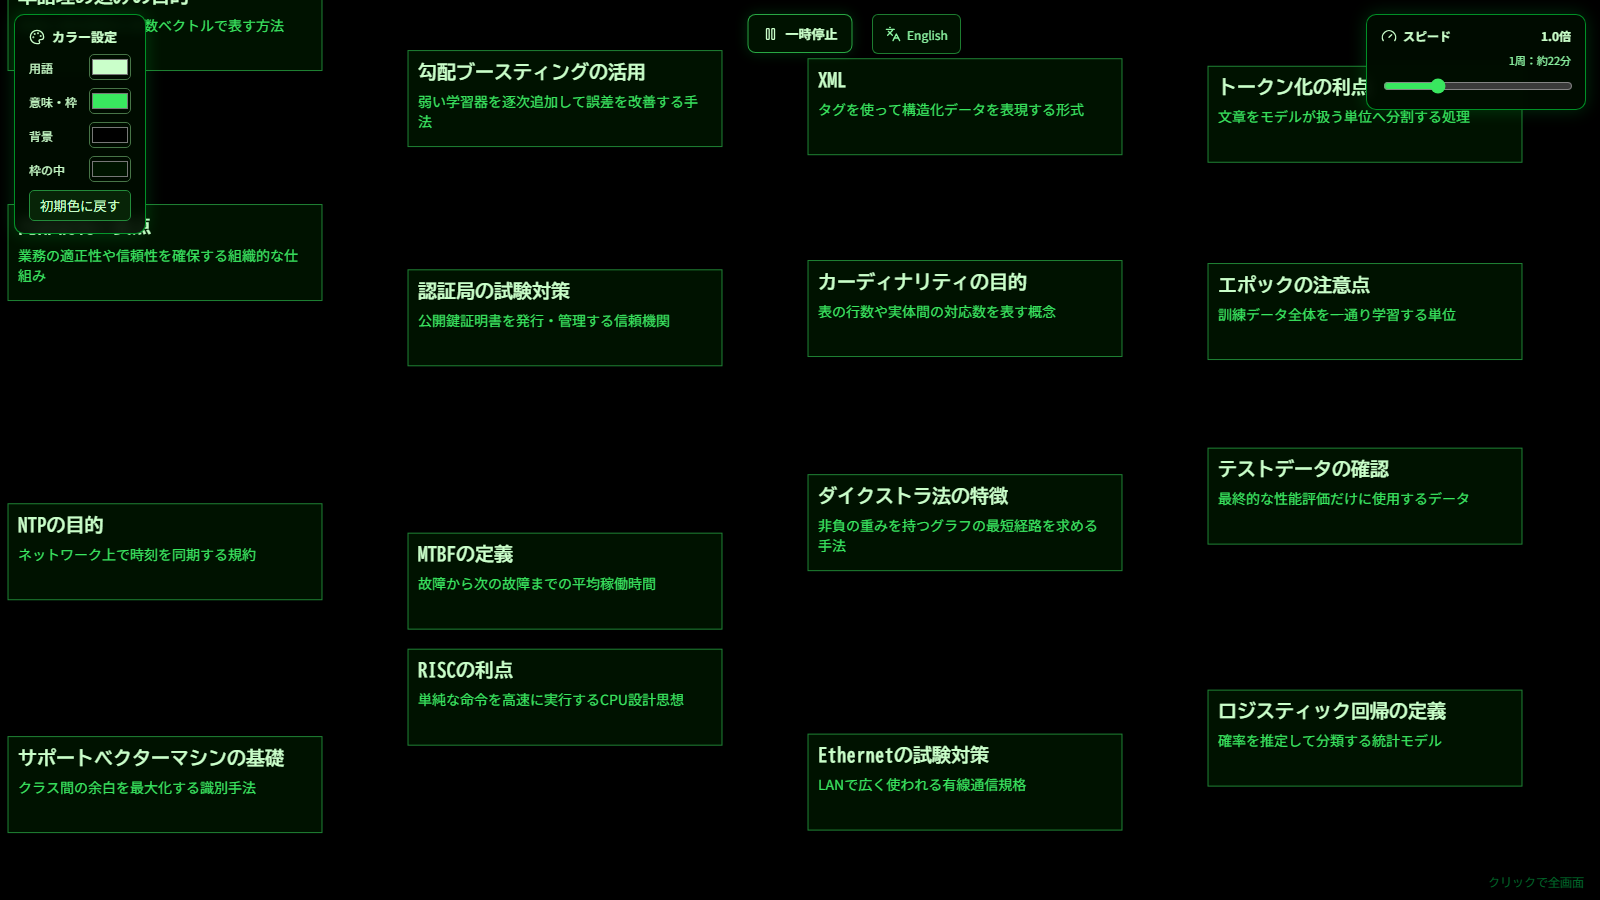 数ベクトルで表す方法
カラー設定
用語
意味・枠
背景
枠の中
初期色に戻す
業務の適正性や信頼性を確保する組織的な仕
組み
NTPの目的
ネットワーク上で時刻を同期する規約
サポートベクターマシンの基礎
クラス間の余白を最大化する識別手法
一時停止
English
勾配ブースティングの活用
弱い学習器を逐次追加して誤差を改善する手
法
認証局の試験対策
公開鍵証明書を発行・管理する信頼機関
MTBFの定義
故障から次の故障までの平均稼働時間
RISCの利点
単純な命令を高速に実行するCPU設計思想
XML
タグを使って構造化データを表現する形式
カーディナリティの目的
表の行数や実体間の対応数を表す概念
ダイクストラ法の特徴
非負の重みを持つグラフの最短経路を求める
手法
Ethernetの試験対策
LANで広く使われる有線通信規格
スピード
1.0倍
1周：約22分
トークン化の利点
文章をモデルが扱う単位へ分割する処理
エポックの注意点
訓練データ全体を一通り学習する単位
テストデータの確認
最終的な性能評価だけに使用するデータ
ロジスティック回帰の定義
確率を推定して分類する統計モデル
クリックで全画面